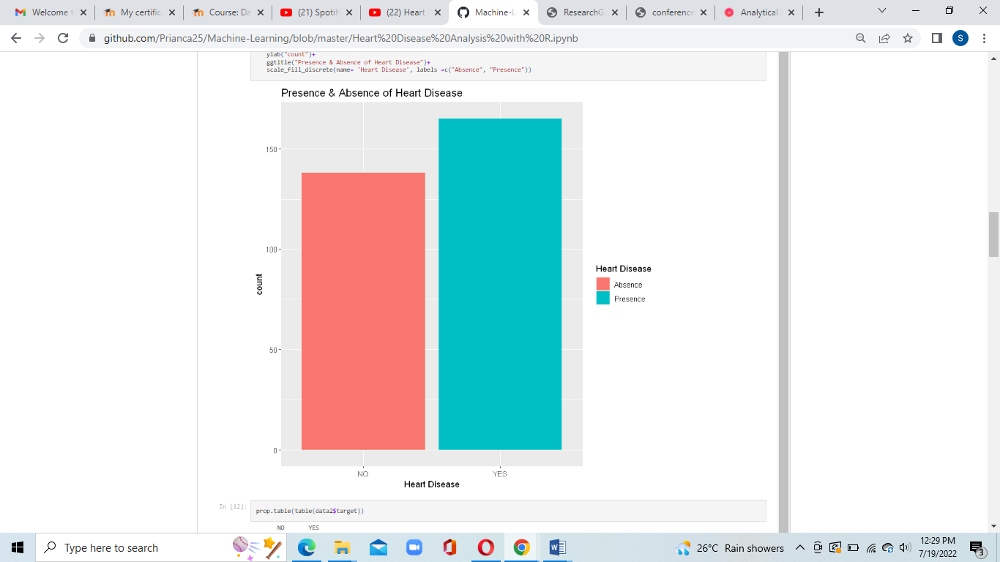 Welcome t
My certific
Course: Da
(21) Spotif
(22) Heart
Machine-L
ResearchG
conference
Analytical
github.com/Prianca25/Machine-Learning/blob/master/Heart%20Disease%20Analysis%20with%20R.ipynb
S
ylab("count")+
ggtitle("Presence & Absence of Heart Disease")+
scale_fill_discrete(name= 'Heart Disease', labels =c("Absence", "Presence"))
Presence & Absence of Heart Disease
150
100
50
0
count
NO YES
Heart Disease
Heart Disease
Absence
Presence
In [12]:
prop.table(table(data2$target))
NO YES
Type here to search
26°C Rain showers
12:29 PM
7/19/2022
3